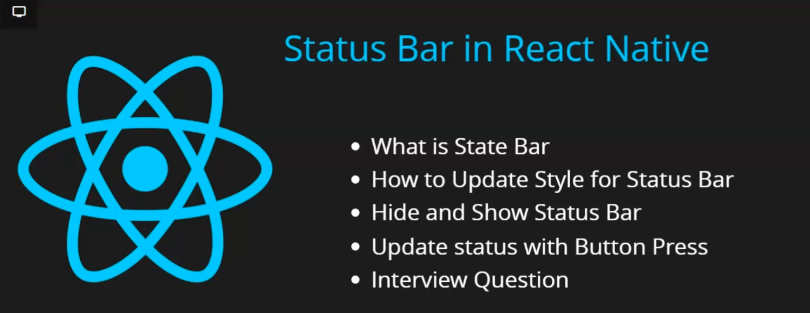 Status Bar in React Native
• What is State Bar
• How to Update Style for Status Bar
• Hide and Show Status Bar
• Update status with Button Press
• Interview Question